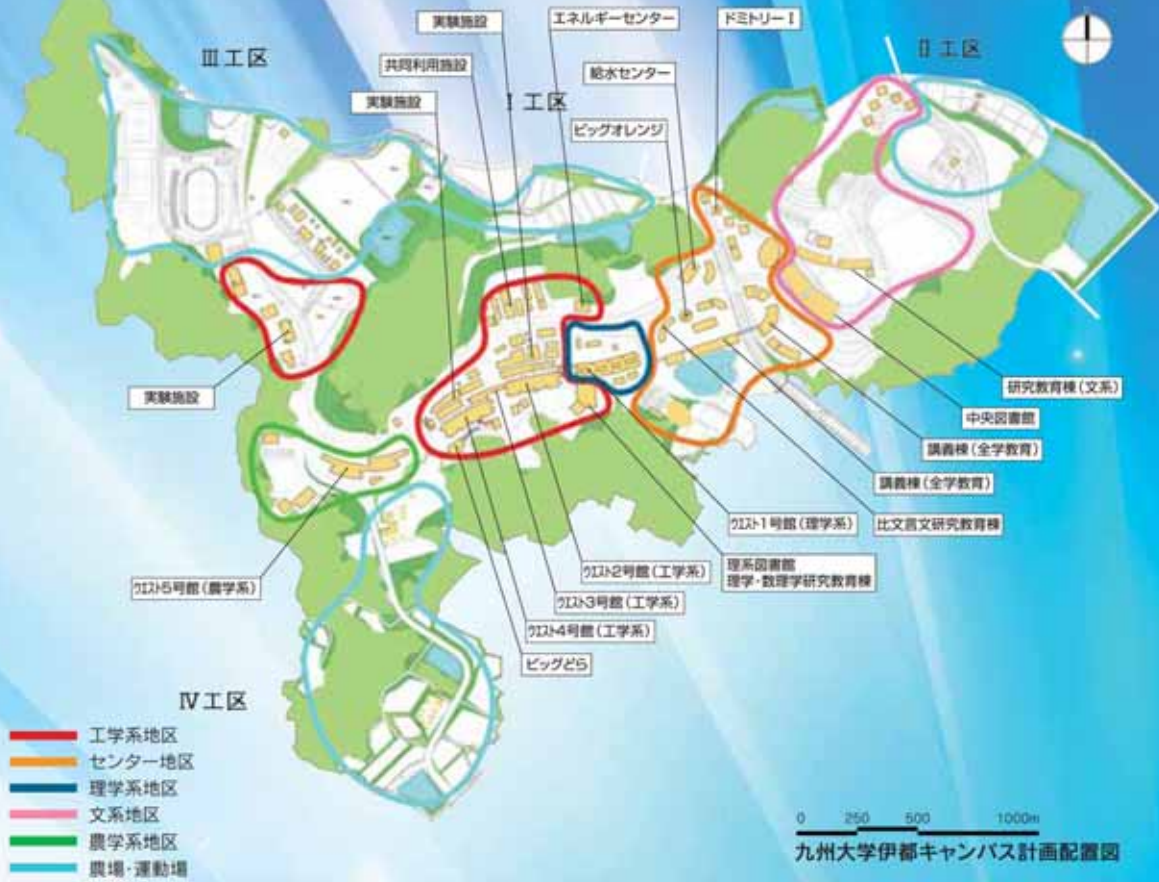 実験施設
エネルギーセンター
ドミトリーⅠ
Ⅲ工区
Ⅱ工区
共同利用施設
給水センター
実験施設
Ⅰ工区
ビッグオレンジ
実験施設
研究教育棟(文系)
中央図書館
講義棟(全学教育)
講義棟(全学教育)
ウエスト1号館(理学系)
比文言文研究教育棟
ウエスト5号館(農学系)
ウエスト2号館(工学系)
理系図書館
理学・数理学研究教育棟
ウエスト3号館(工学系)
ウエスト4号館(工学系)
ビッグどら
Ⅳ工区
工学系地区
センター地区
理学系地区
文系地区
農学系地区
農場・運動場
0 250 500 1000m
九州大学伊都キャンパス計画配置図